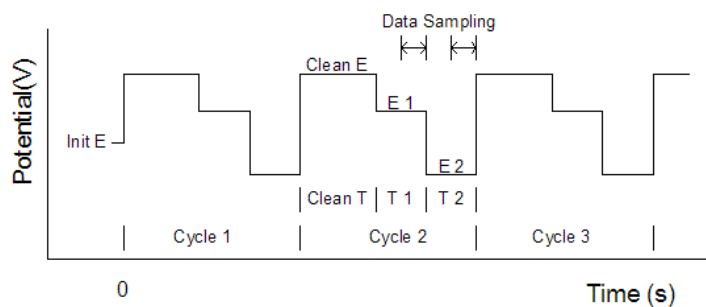 Data Sampling
Clean E
E 1
Init E
E 2
Clean T T 1 T 2
Cycle 1 Cycle 2 Cycle 3
0
Time (s)
Potential(V)